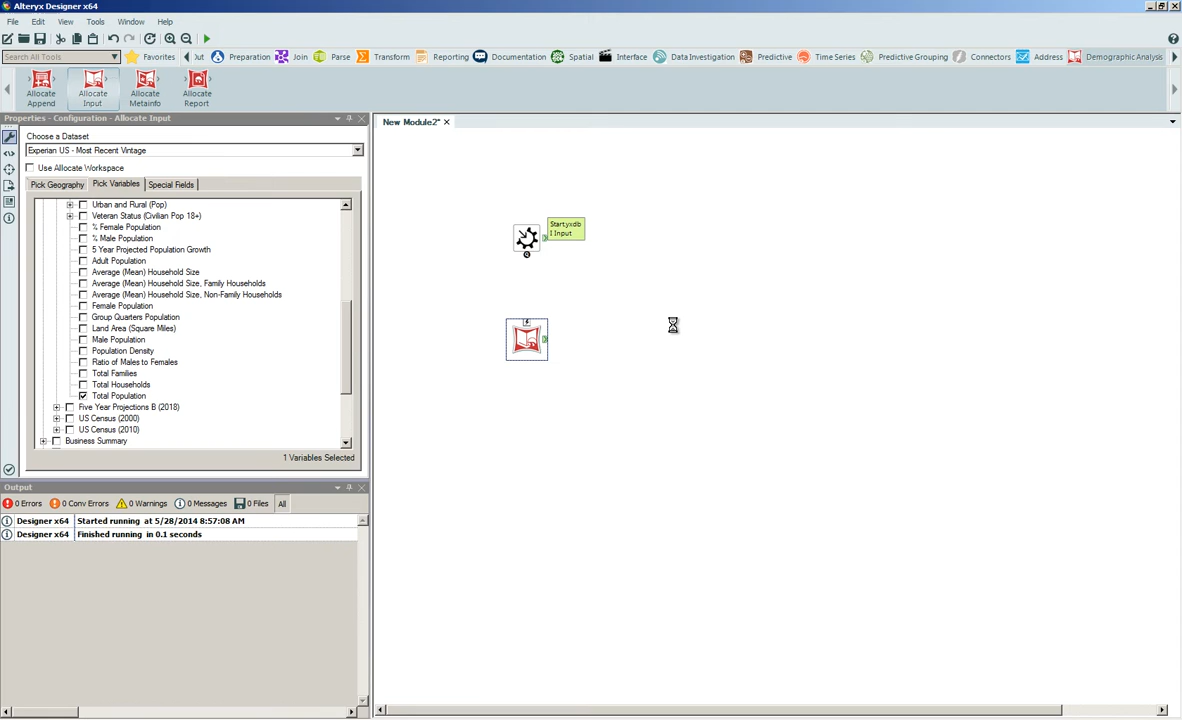 Alteryx Designer x64
File Edit View Tools Window Help
Search All Tools Favorites Preparation Join Parse Transform Reporting Documentation Spatial Interface Data Investigation Predictive Time Series Predictive Grouping Connectors Address Demographic Analysis
Allocate Append
Allocate Input
Allocate Metainfo
Allocate Report
Properties - Configuration - Allocate Input
New Module2*
Choose a Dataset
Experian US - Most Recent Vintage
Use Allocate Workspace
Pick Geography Pick Variables Special Fields
Urban and Rural (Pop)
Veteran Status (Civilian Pop 18+)
% Female Population
% Male Population
5 Year Projected Population Growth
Adult Population
Average (Mean) Household Size
Average (Mean) Household Size, Family Households
Average (Mean) Household Size, Non-Family Households
Female Population
Group Quarters Population
Land Area (Square Miles)
Male Population
Population Density
Ratio of Males to Females
Total Families
Total Households
Total Population
Five Year Projections B (2018)
US Census (2000)
US Census (2010)
Business Summary
1 Variables Selected
Start.yxdb
I Input
Output
0 Errors 0 Conv Errors 0 Warnings 0 Messages 0 Files All
Designer x64 Started running at 5/28/2014 8:57:08 AM
Designer x64 Finished running in 0.1 seconds